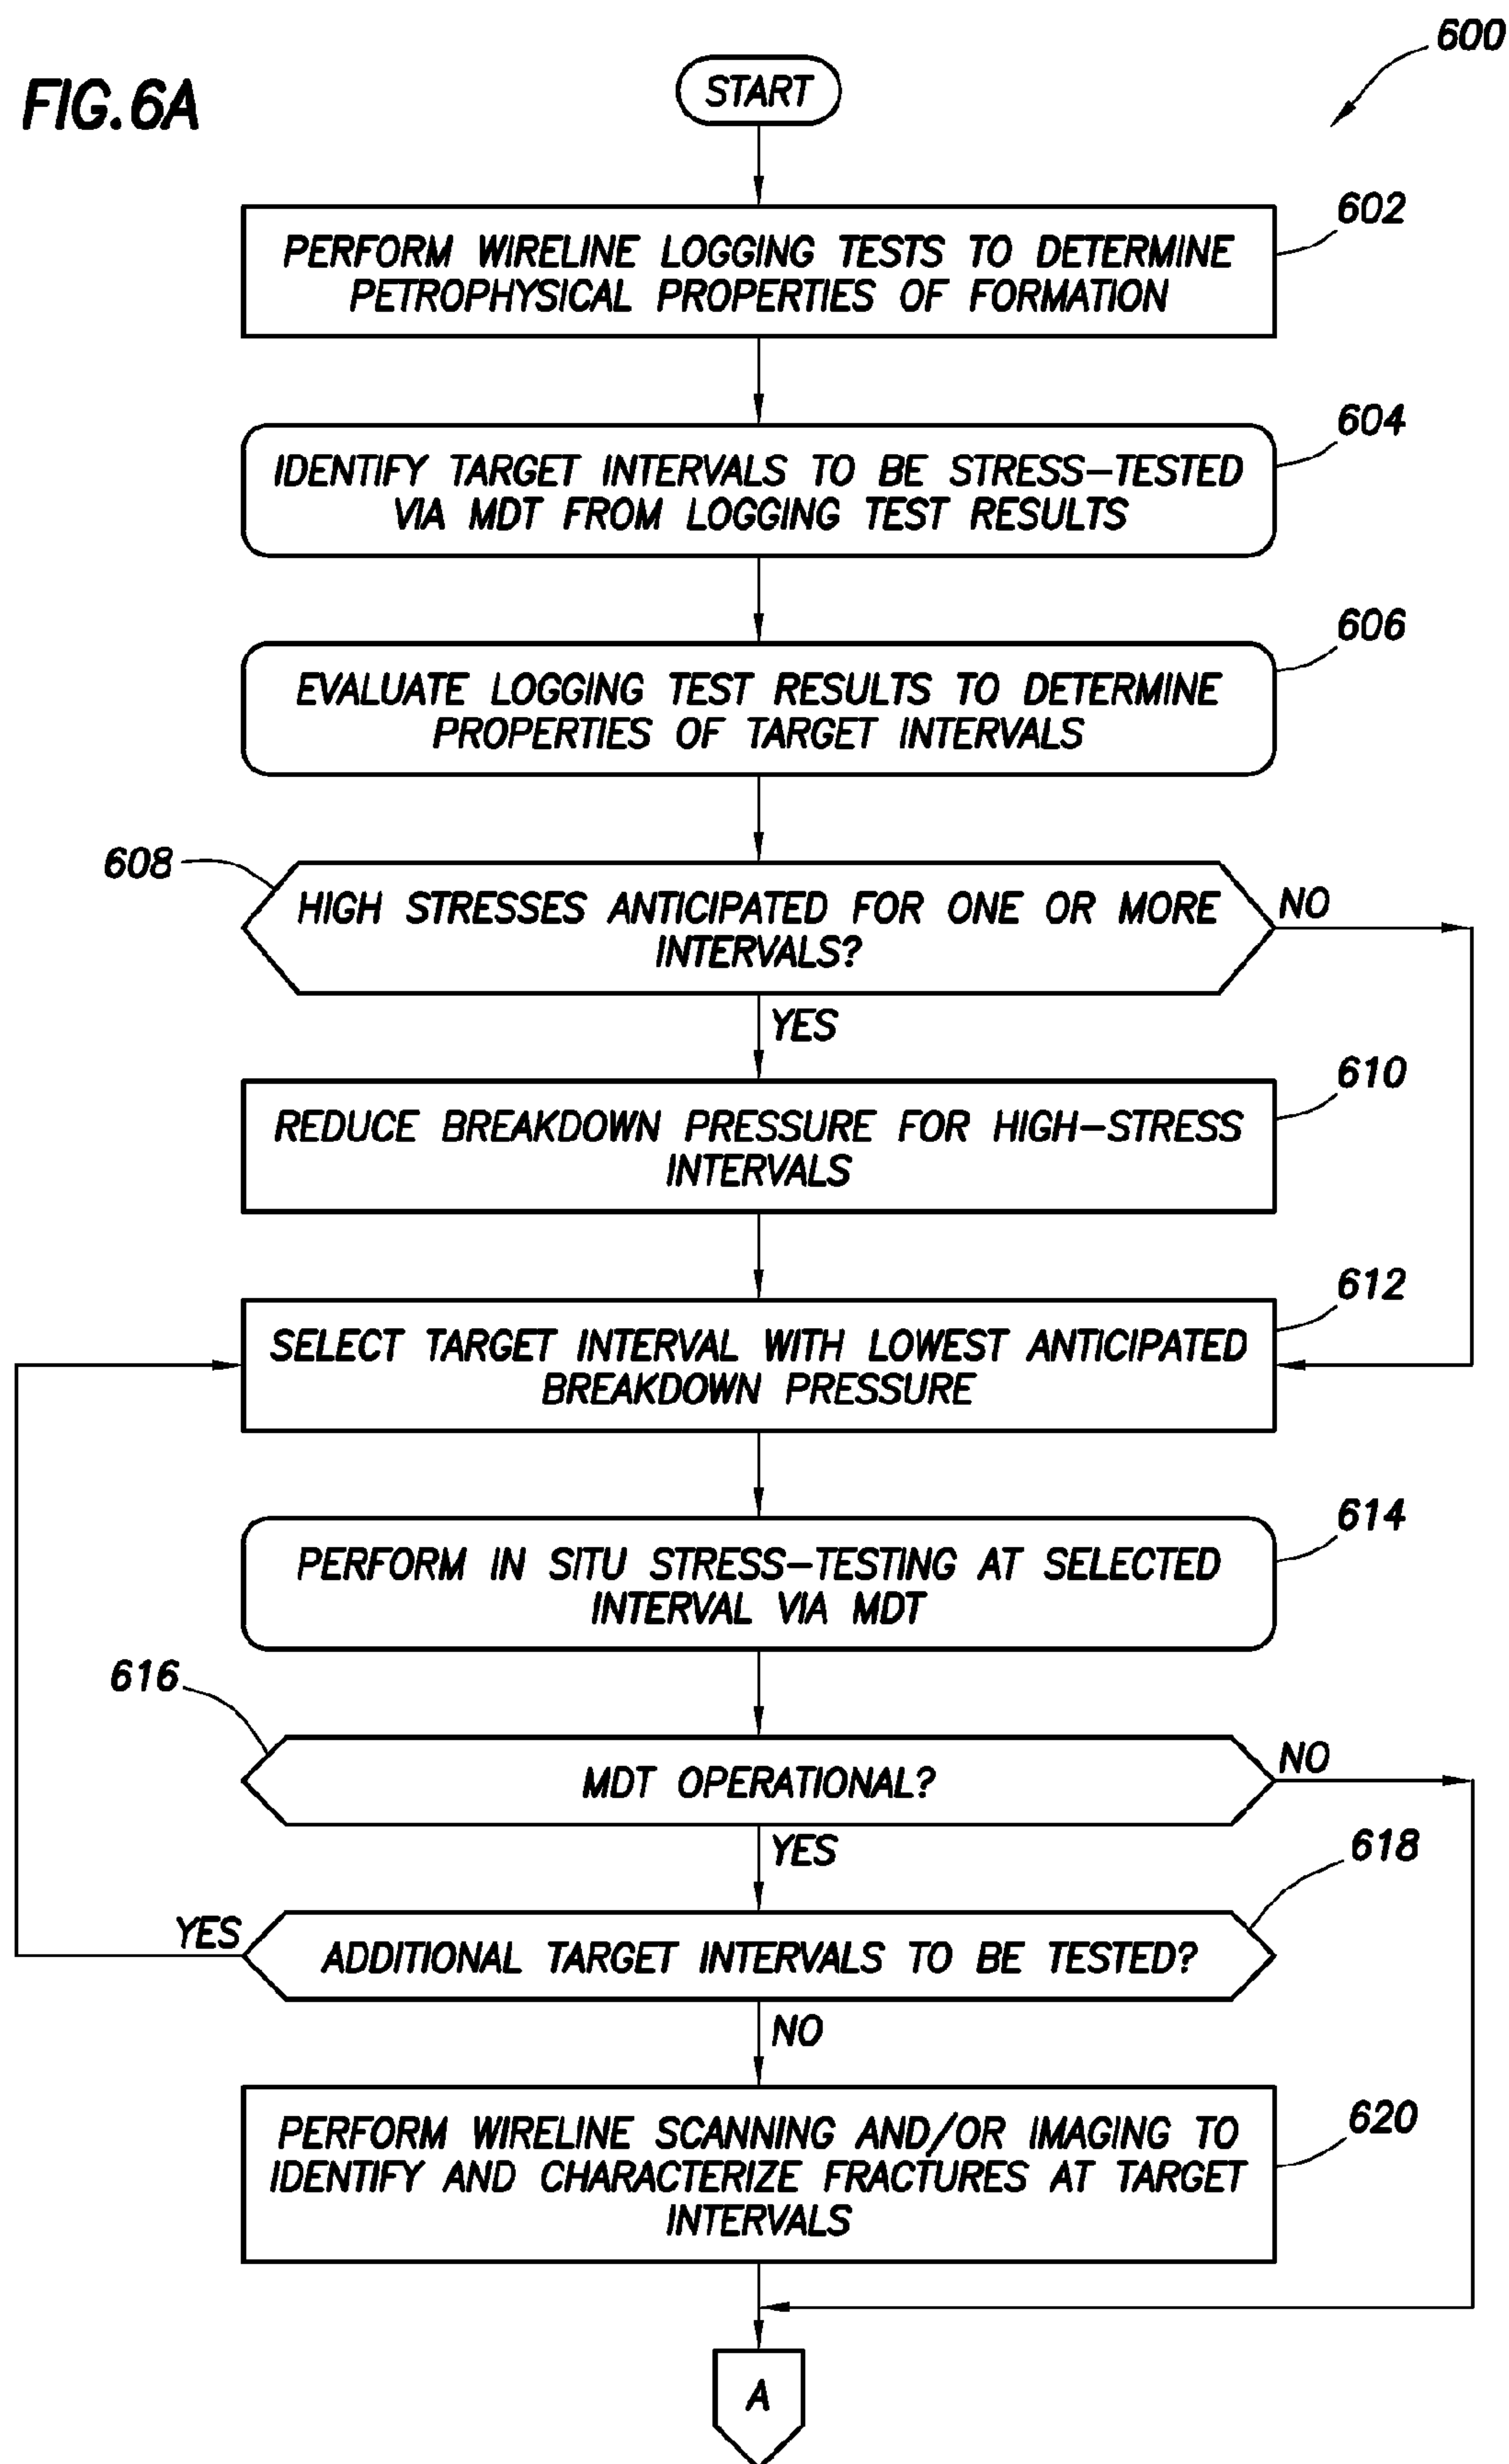 600
FIG.6A
START
602
PERFORM WIRELINE LOGGING TESTS TO DETERMINE
PETROPHYSICAL PROPERTIES OF FORMATION
604
IDENTIFY TARGET INTERVALS TO BE STRESS-TESTED
VIA MDT FROM LOGGING TEST RESULTS
606
EVALUATE LOGGING TEST RESULTS TO DETERMINE
PROPERTIES OF TARGET INTERVALS
608
HIGH STRESSES ANTICIPATED FOR ONE OR MORE
INTERVALS?
NO
YES
610
REDUCE BREAKDOWN PRESSURE FOR HIGH-STRESS
INTERVALS
612
SELECT TARGET INTERVAL WITH LOWEST ANTICIPATED
BREAKDOWN PRESSURE
614
PERFORM IN SITU STRESS-TESTING AT SELECTED
INTERVAL VIA MDT
616
MDT OPERATIONAL?
NO
YES
618
YES
ADDITIONAL TARGET INTERVALS TO BE TESTED?
NO
620
PERFORM WIRELINE SCANNING AND/OR IMAGING TO
IDENTIFY AND CHARACTERIZE FRACTURES AT TARGET
INTERVALS
A